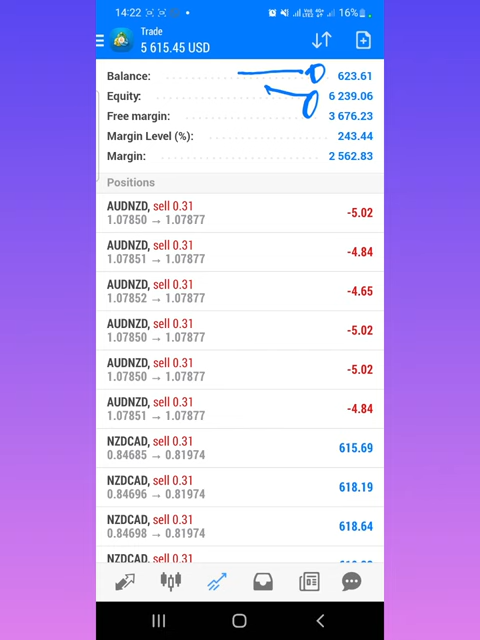 14:22 16%
Trade
5 615.45 USD
Balance: 623.61
Equity: 6 239.06
Free margin: 3 676.23
Margin Level (%): 243.44
Margin: 2 562.83
Positions
AUDNZD, sell 0.31
1.07850 → 1.07877 -5.02
AUDNZD, sell 0.31
1.07851 → 1.07877 -4.84
AUDNZD, sell 0.31
1.07852 → 1.07877 -4.65
AUDNZD, sell 0.31
1.07850 → 1.07877 -5.02
AUDNZD, sell 0.31
1.07850 → 1.07877 -5.02
AUDNZD, sell 0.31
1.07851 → 1.07877 -4.84
NZDCAD, sell 0.31
0.84685 → 0.81974 615.69
NZDCAD, sell 0.31
0.84696 → 0.81974 618.19
NZDCAD, sell 0.31
0.84698 → 0.81974 618.64
NZDCAD, sell 0.31